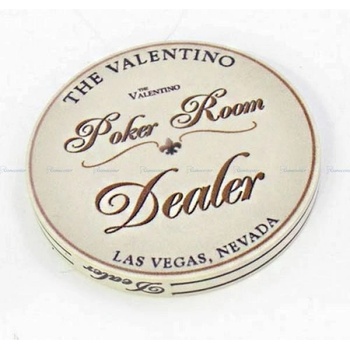 THE VALENTINO
THE
VALENTINO
Poker Room
Dealer
LAS VEGAS, NEVADA
Dealer